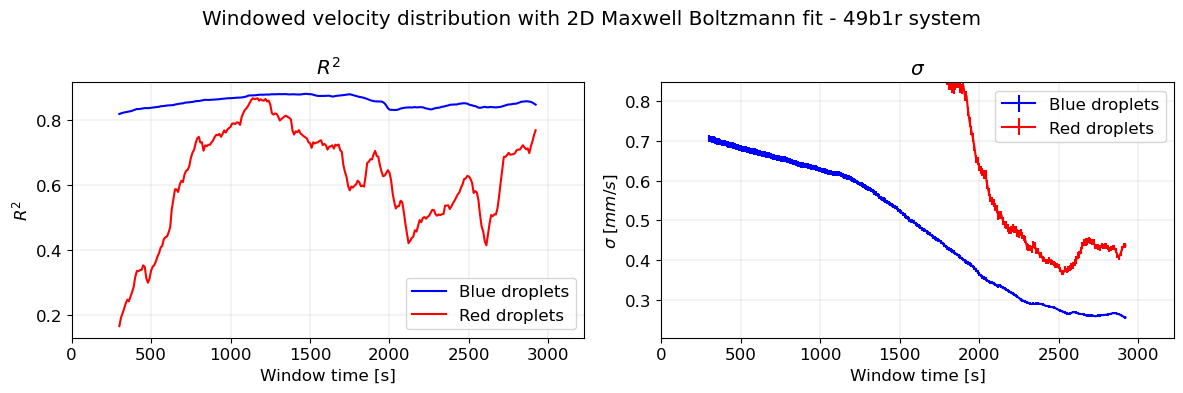 Windowed velocity distribution with 2D Maxwell Boltzmann fit - 49b1r system
R²
R²
0.8
0.6
0.4
0.2
0
500
1000
1500
2000
2500
3000
Window time [s]
Blue droplets
Red droplets
σ
σ [mm/s]
0.8
0.7
0.6
0.5
0.4
0.3
0
500
1000
1500
2000
2500
3000
Window time [s]
Blue droplets
Red droplets